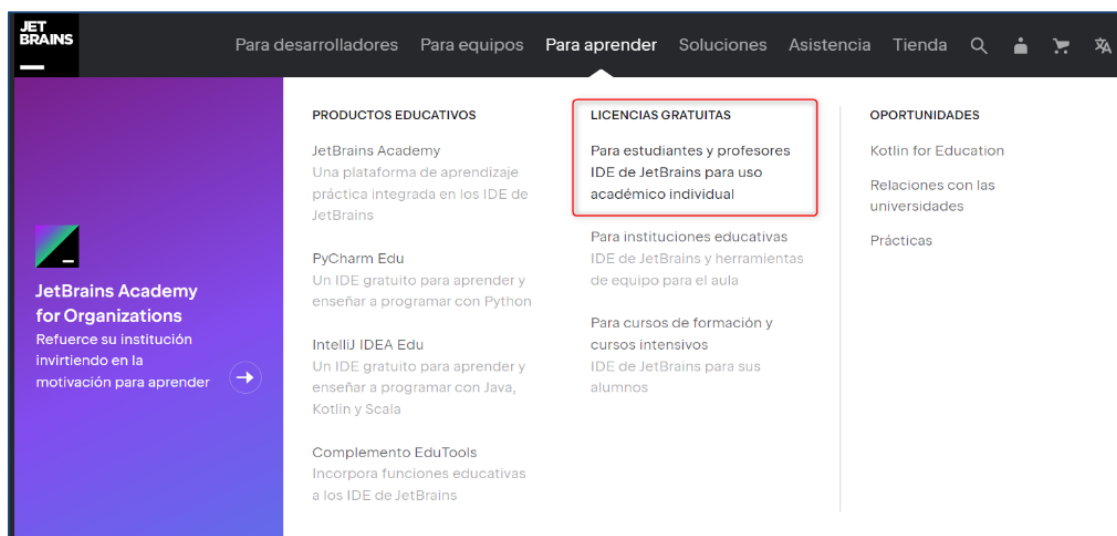 JET
BRAINS
Para desarrolladores Para equipos Para aprender Soluciones Asistencia Tienda
JetBrains Academy
for Organizations
Refuerce su institución
invirtiendo en la
motivación para aprender
PRODUCTOS EDUCATIVOS
JetBrains Academy
Una plataforma de aprendizaje
práctica integrada en los IDE de
JetBrains
PyCharm Edu
Un IDE gratuito para aprender y
enseñar a programar con Python
IntelliJ IDEA Edu
Un IDE gratuito para aprender y
enseñar a programar con Java,
Kotlin y Scala
Complemento EduTools
Incorpora funciones educativas
a los IDE de JetBrains
LICENCIAS GRATUITAS
Para estudiantes y profesores
IDE de JetBrains para uso
académico individual
Para instituciones educativas
IDE de JetBrains y herramientas
de equipo para el aula
Para cursos de formación y
cursos intensivos
IDE de JetBrains para sus
alumnos
OPORTUNIDADES
Kotlin for Education
Relaciones con las
universidades
Prácticas